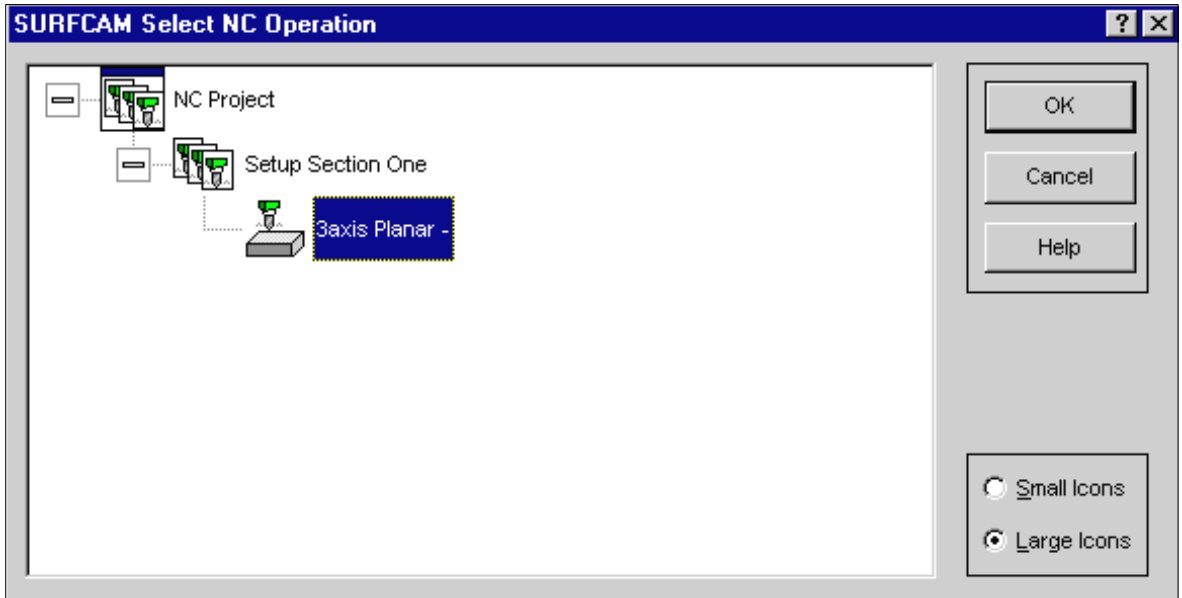 SURFCAM Select NC Operation
NC Project
Setup Section One
3axis Planar -
OK
Cancel
Help
Small Icons
Large Icons